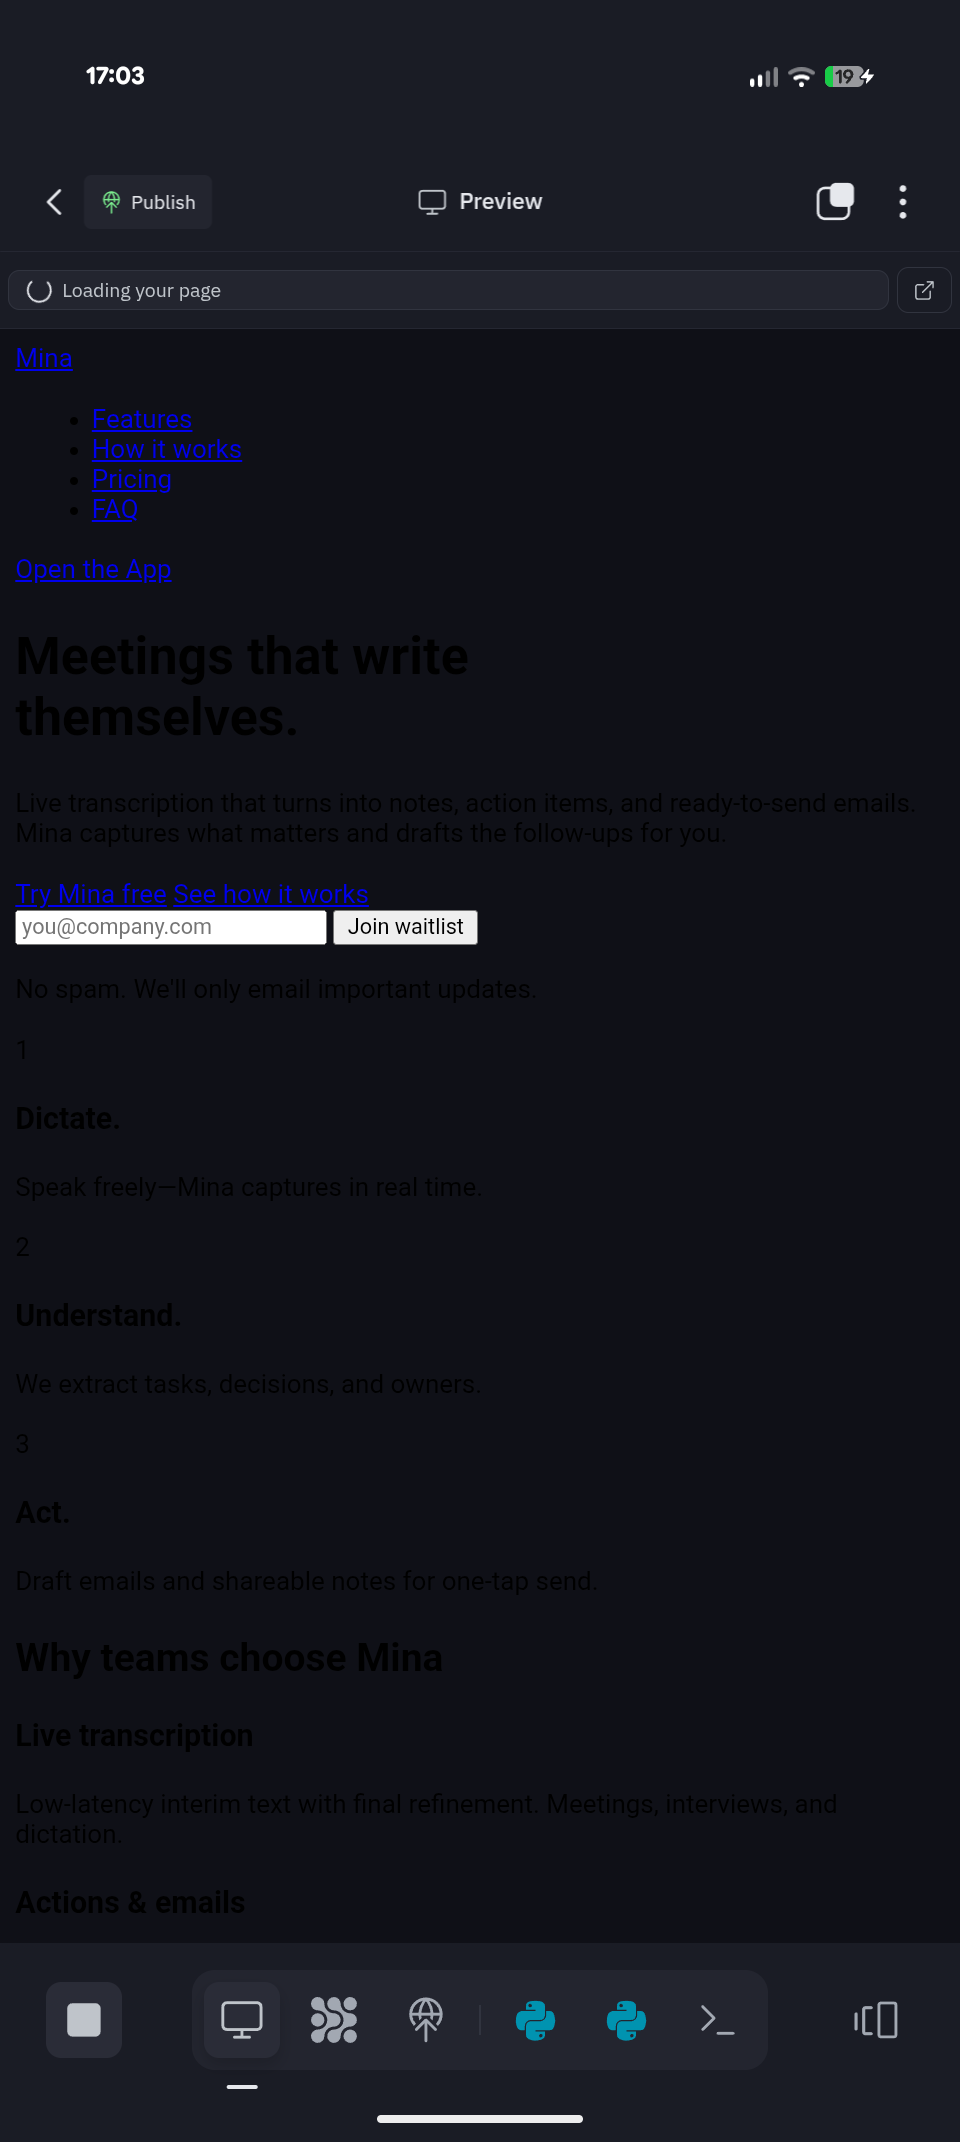 17:03
19
Publish
Preview
Loading your page
Mina
Features
How it works
Pricing
FAQ
Open the App
Meetings that write
themselves.
Live transcription that turns into notes, action items, and ready-to-send emails.
Mina captures what matters and drafts the follow-ups for you.
Try Mina free See how it works
you@company.com Join waitlist
No spam. We'll only email important updates.
1
Dictate.
Speak freely—Mina captures in real time.
2
Understand.
We extract tasks, decisions, and owners.
3
Act.
Draft emails and shareable notes for one-tap send.
Why teams choose Mina
Live transcription
Low-latency interim text with final refinement. Meetings, interviews, and
dictation.
Actions & emails